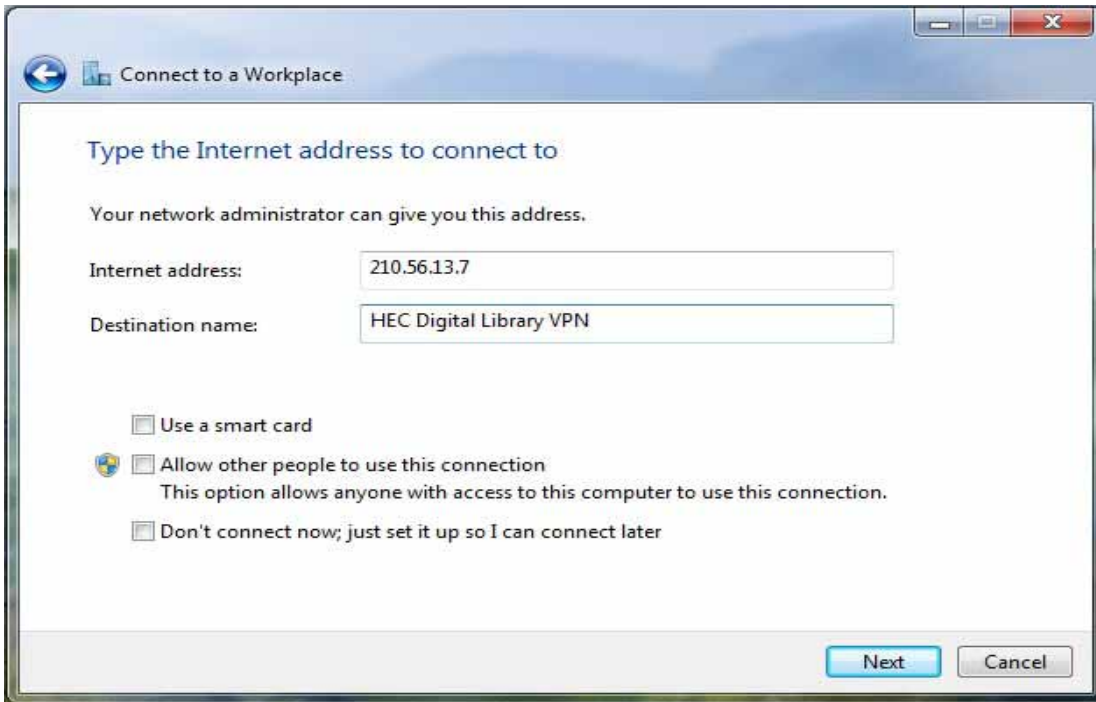 Connect to a Workplace
Type the Internet address to connect to
Your network administrator can give you this address.
Internet address: 210.56.13.7
Destination name: HEC Digital Library VPN
Use a smart card
Allow other people to use this connection
This option allows anyone with access to this computer to use this connection.
Don't connect now; just set it up so I can connect later
Next Cancel